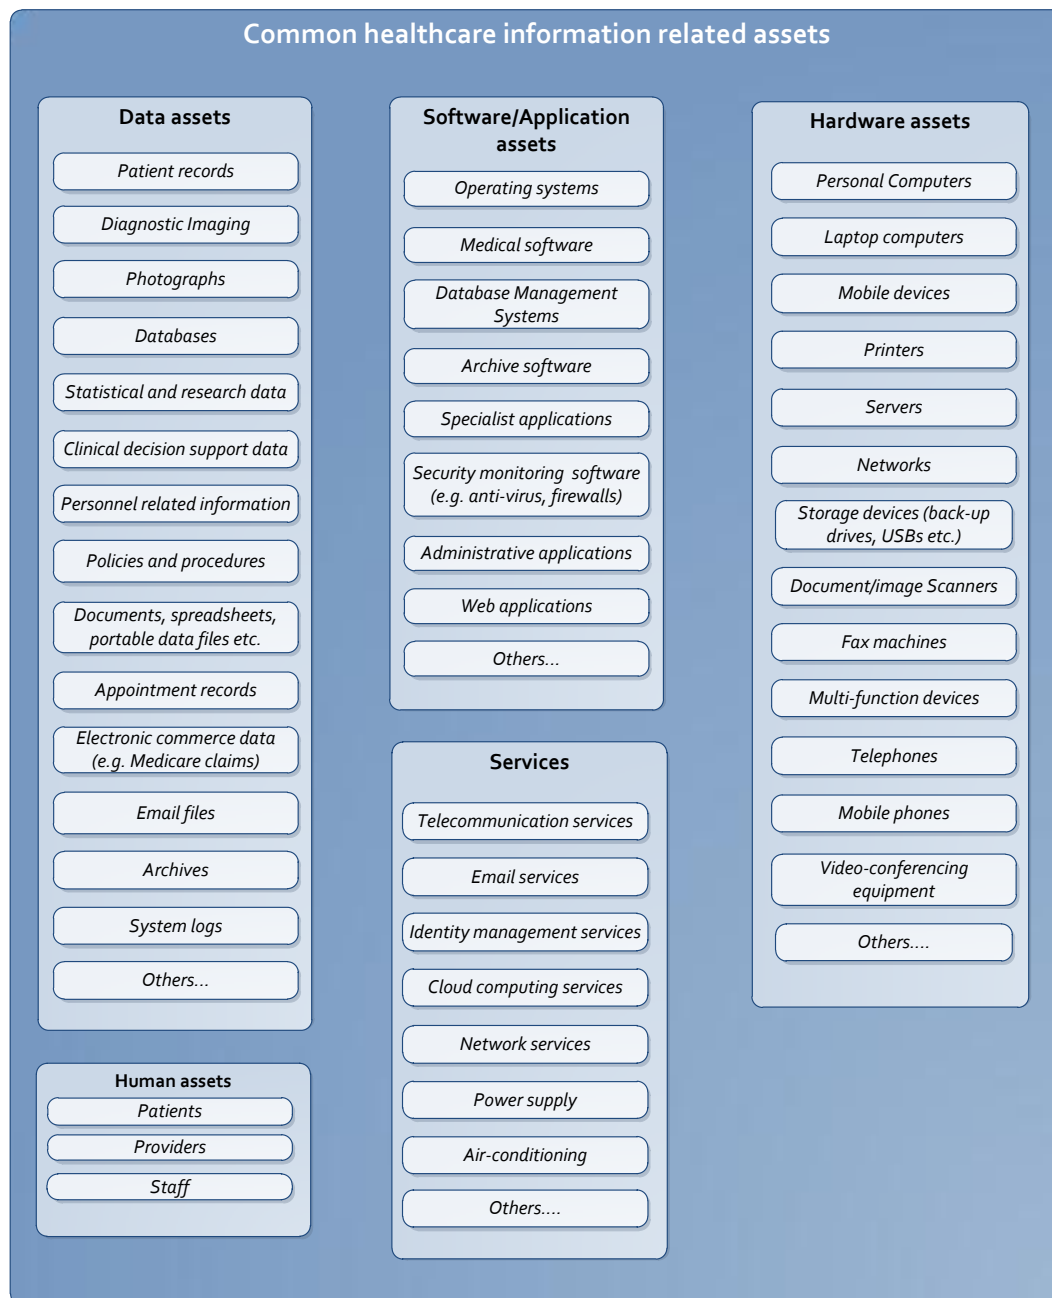 Common healthcare information related assets
Data assets
Patient records
Diagnostic Imaging
Photographs
Databases
Statistical and research data
Clinical decision support data
Personnel related information
Policies and procedures
Documents, spreadsheets,
portable data files etc.
Appointment records
Electronic commerce data
(e.g. Medicare claims)
Email files
Archives
System logs
Others...
Human assets
Patients
Providers
Staff
Software/Application
assets
Operating systems
Medical software
Database Management
Systems
Archive software
Specialist applications
Security monitoring  software
(e.g. anti-virus, firewalls)
Administrative applications
Web applications
Others...
Services
Telecommunication services
Email services
Identity management services
Cloud computing services
Network services
Power supply
Air-conditioning
Others....
Hardware assets
Personal Computers
Laptop computers
Mobile devices
Printers
Servers
Networks
Storage devices (back-up
drives, USBs etc.)
Document/image Scanners
Fax machines
Multi-function devices
Telephones
Mobile phones
Video-conferencing
equipment
Others....